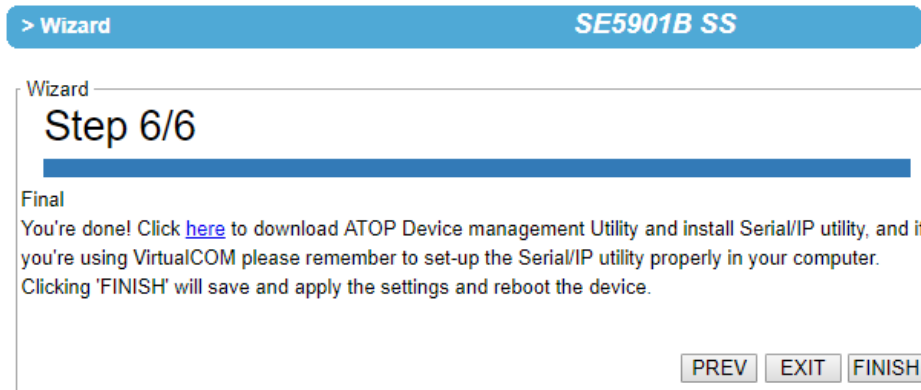 > Wizard
SE5901B SS
Wizard
Step 6/6
Final
You're done! Click here to download ATOP Device management Utility and install Serial/IP utility, and if
you're using VirtualCOM please remember to set-up the Serial/IP utility properly in your computer.
Clicking 'FINISH' will save and apply the settings and reboot the device.
PREV
EXIT
FINISH